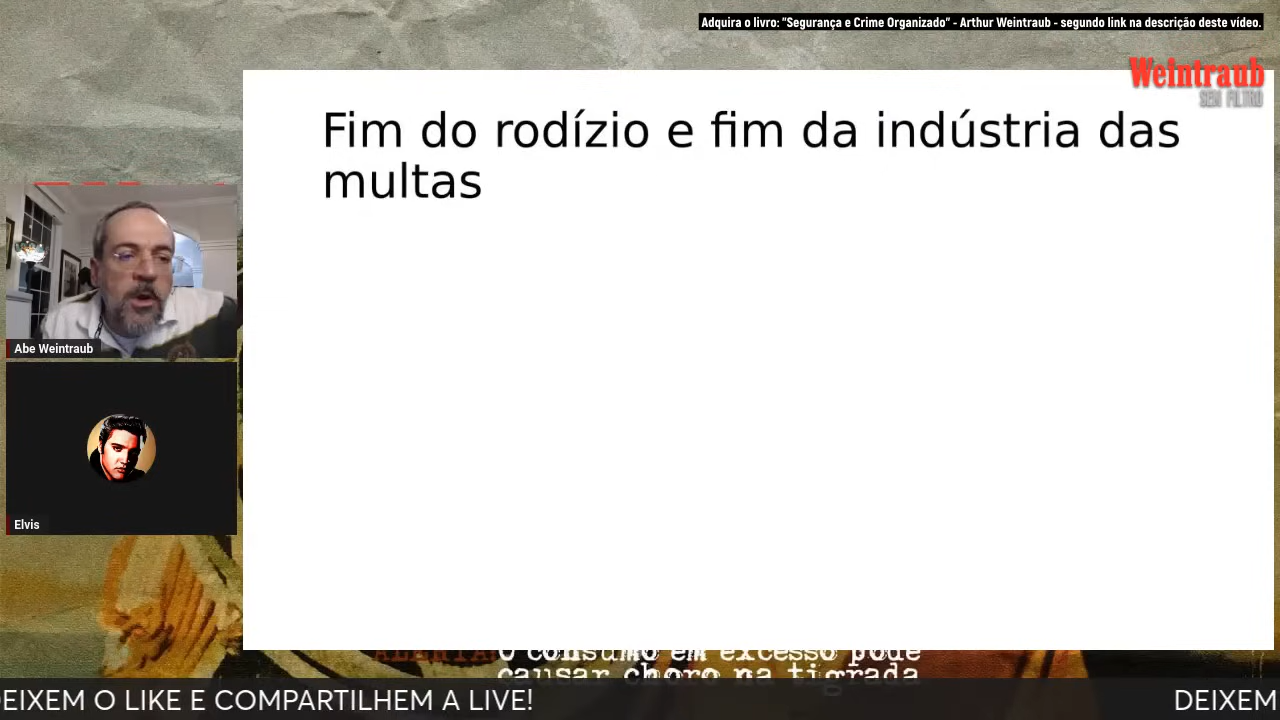 Adquira o livro: "Segurança e Crime Organizado" - Arthur Weintraub - segundo link na descrição deste vídeo.
Weintraub
SEM FILTRO
Fim do rodízio e fim da indústria das
multas
Abe Weintraub
Elvis
ALERTA: O consumo em excesso pode
causar choro na tigrada
DEIXEM O LIKE E COMPARTILHEM A LIVE! DEIXEM